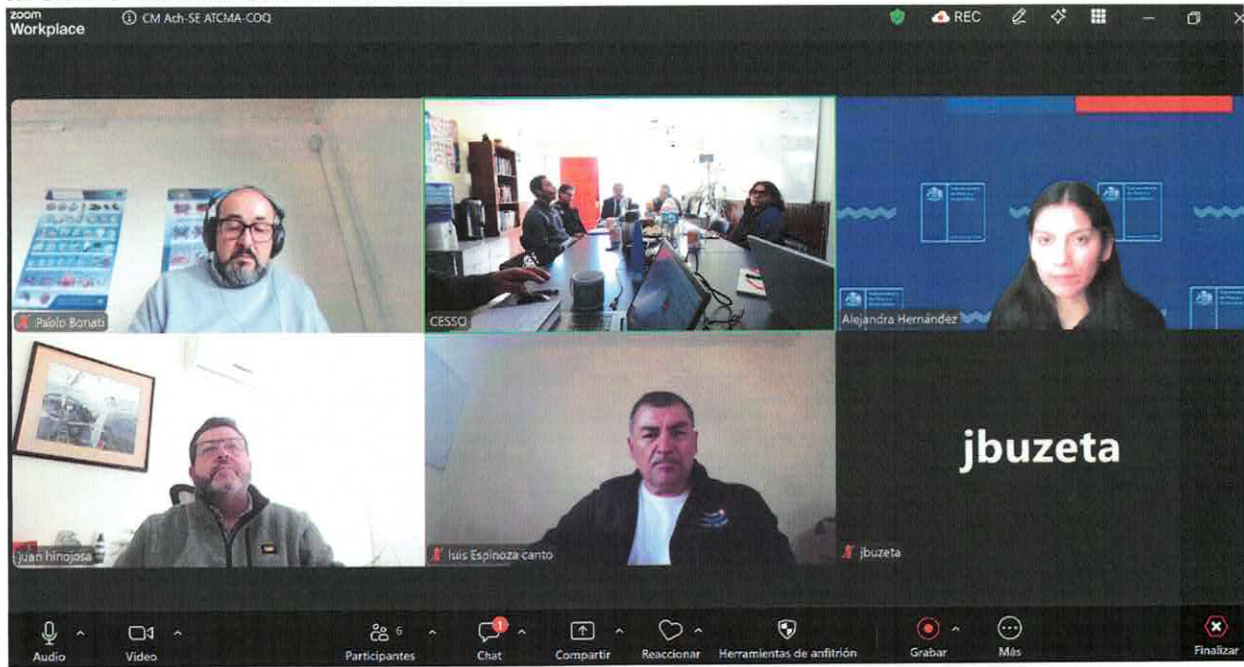 zoom
Workplace
CM Ach-SE ATCMA-COQ
REC
Pablo Bonati
CESSO
Alejandra Hernández
juan hinojosa
luis Espinoza canto
jbuzeta
jbuzeta
Audio
Video
6
Participantes
1
Chat
Compartir
Reaccionar
Herramientas de anfitrión
Grabar
Más
Finalizar